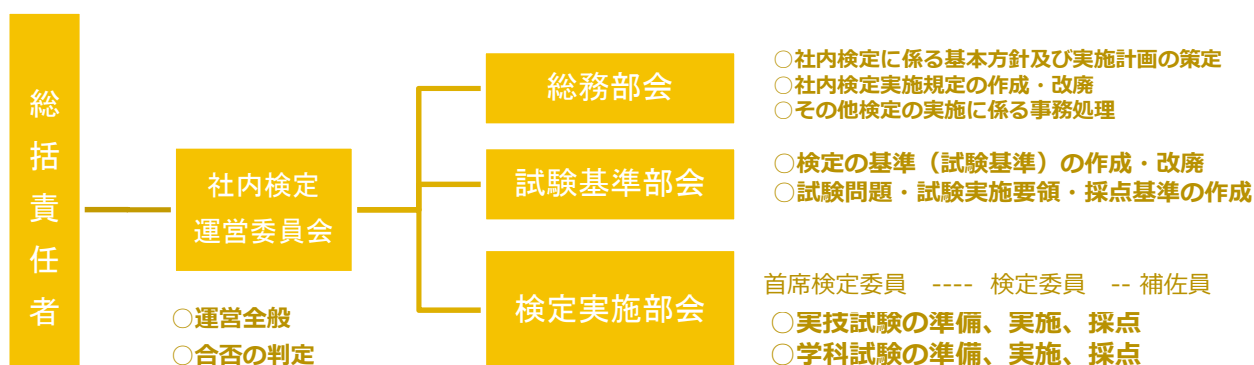 総括責任者
社内検定
運営委員会
○運営全般
○合否の判定
総務部会
○社内検定に係る基本方針及び実施計画の策定
○社内検定実施規定の作成・改廃
○その他検定の実施に係る事務処理
試験基準部会
○検定の基準（試験基準）の作成・改廃
○試験問題・試験実施要領・採点基準の作成
検定実施部会
首席検定委員 ---- 検定委員 -- 補佐員
○実技試験の準備、実施、採点
○学科試験の準備、実施、採点